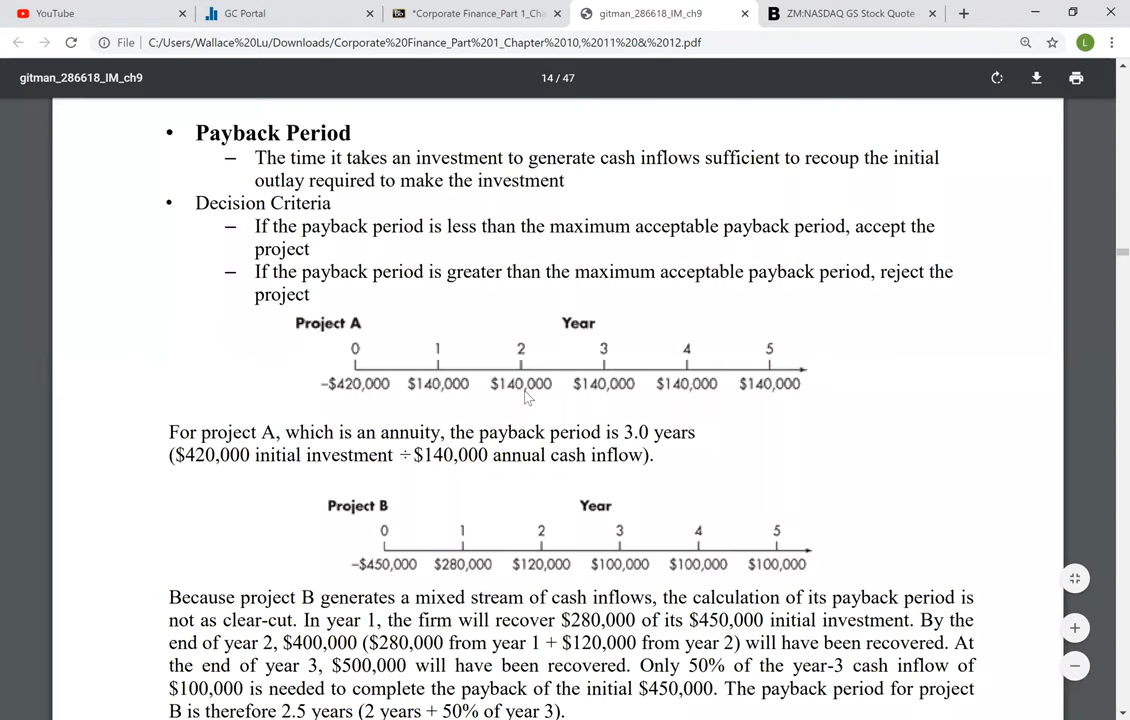 YouTube
GC Portal
*Corporate Finance_Part 1_Cha
gitman_286618_IM_ch9
ZM:NASDAQ GS Stock Quote
File C:/Users/Wallace%20Lu/Downloads/Corporate%20Finance_Part%201_Chapter%2010,%2011%20&%2012.pdf
L
gitman_286618_IM_ch9
14 / 47
• Payback Period
– The time it takes an investment to generate cash inflows sufficient to recoup the initial
outlay required to make the investment
• Decision Criteria
– If the payback period is less than the maximum acceptable payback period, accept the
project
– If the payback period is greater than the maximum acceptable payback period, reject the
project
Project A Year
0 1 2 3 4 5
–$420,000 $140,000 $140,000 $140,000 $140,000 $140,000
For project A, which is an annuity, the payback period is 3.0 years
($420,000 initial investment ÷ $140,000 annual cash inflow).
Project B Year
0 1 2 3 4 5
–$450,000 $280,000 $120,000 $100,000 $100,000 $100,000
Because project B generates a mixed stream of cash inflows, the calculation of its payback period is
not as clear-cut. In year 1, the firm will recover $280,000 of its $450,000 initial investment. By the
end of year 2, $400,000 ($280,000 from year 1 + $120,000 from year 2) will have been recovered. At
the end of year 3, $500,000 will have been recovered. Only 50% of the year-3 cash inflow of
$100,000 is needed to complete the payback of the initial $450,000. The payback period for project
B is therefore 2.5 years (2 years + 50% of year 3).